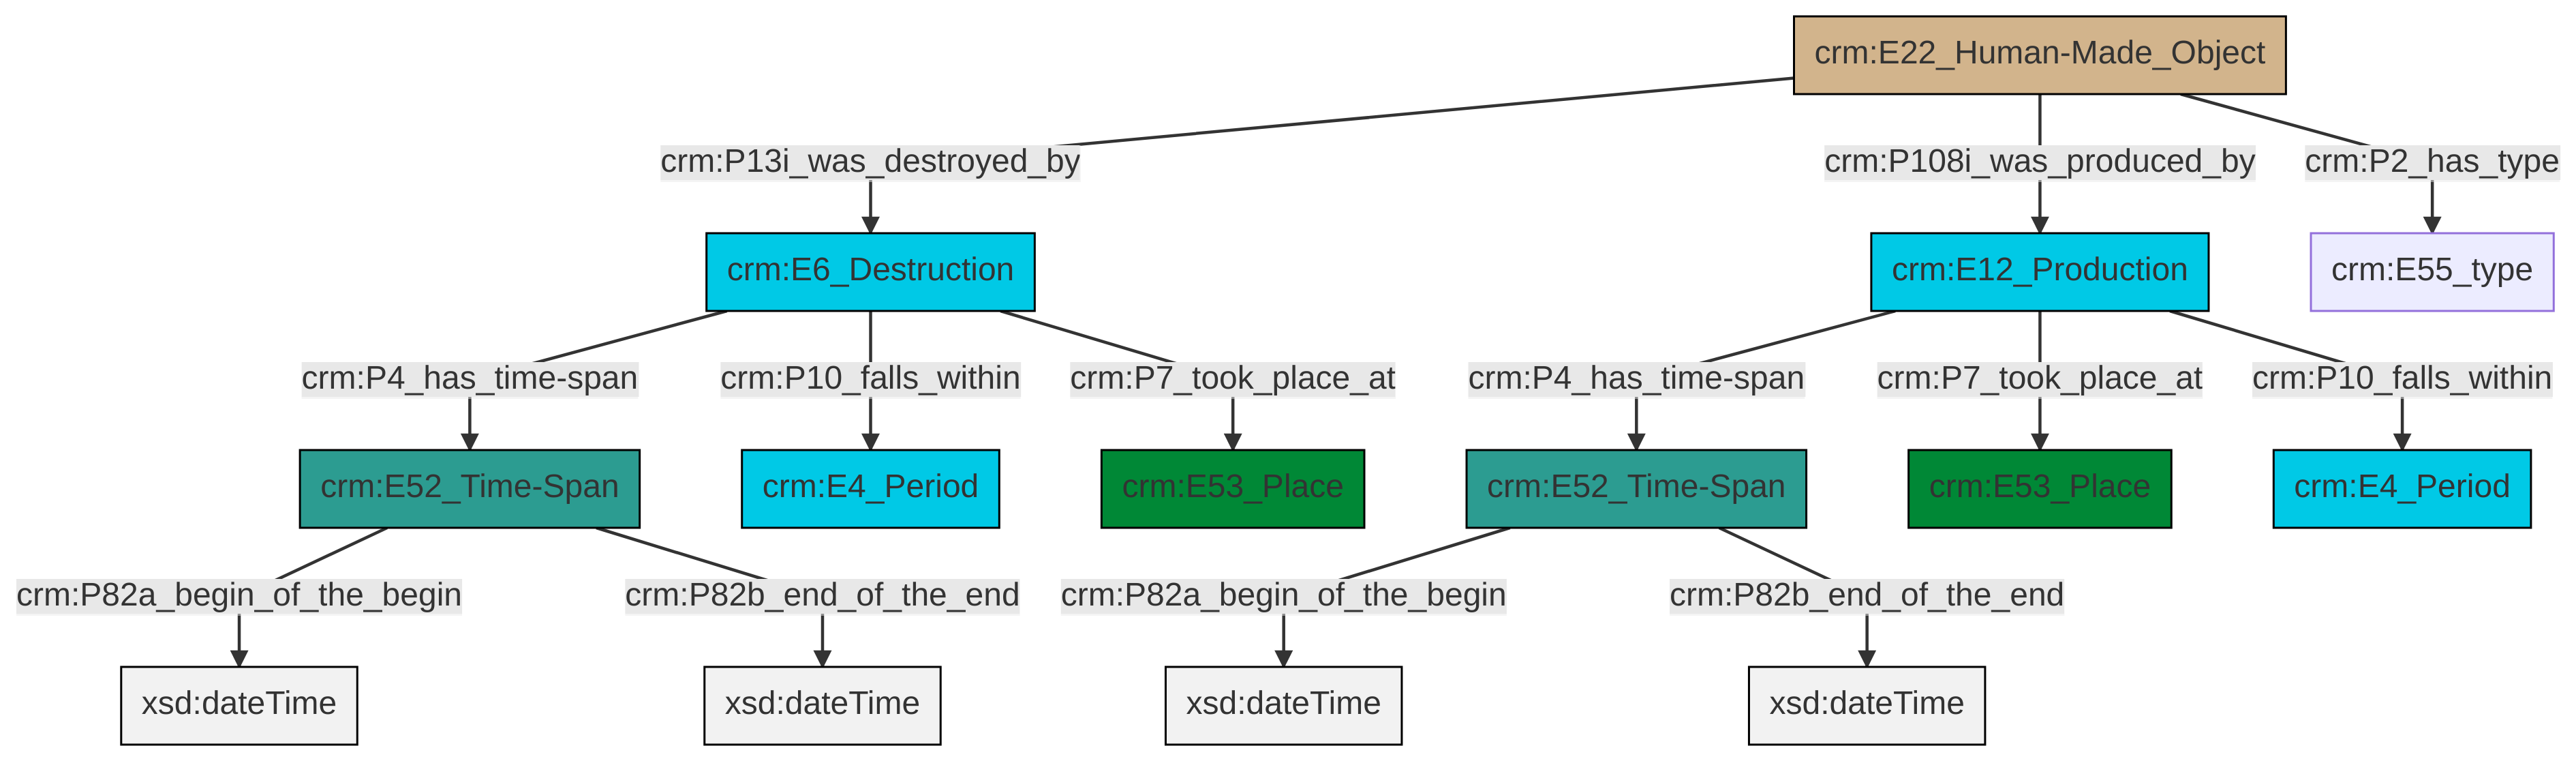 crm:E22_Human-Made_Object
crm:P13i_was_destroyed_by
crm:P108i_was_produced_by
crm:P2_has_type
crm:E6_Destruction
crm:E12_Production
crm:E55_type
crm:P4_has_time-span
crm:P10_falls_within
crm:P7_took_place_at
crm:P4_has_time-span
crm:P7_took_place_at
crm:P10_falls_within
crm:E52_Time-Span
crm:E4_Period
crm:E53_Place
crm:E52_Time-Span
crm:E53_Place
crm:E4_Period
crm:P82a_begin_of_the_begin
crm:P82b_end_of_the_end
crm:P82a_begin_of_the_begin
crm:P82b_end_of_the_end
xsd:dateTime
xsd:dateTime
xsd:dateTime
xsd:dateTime